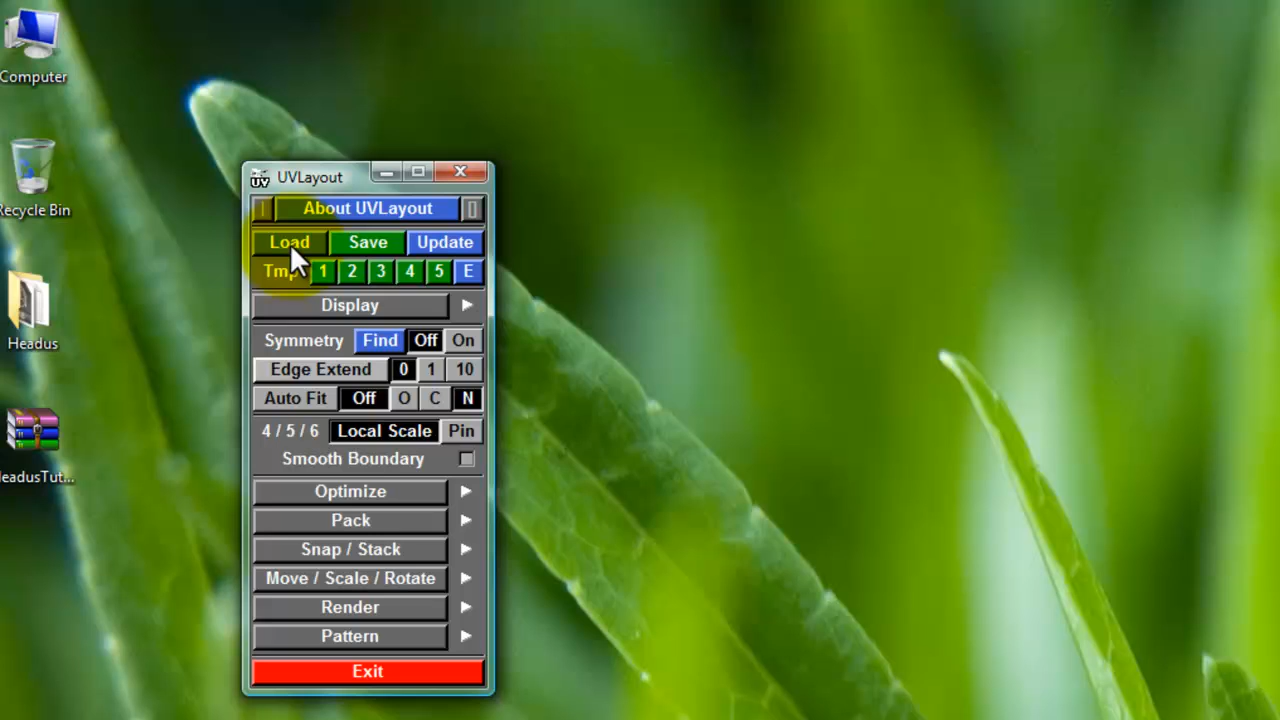 Computer
Recycle Bin
Headus
eadusTut...
UV
UVLayout
About UVLayout
Load Save Update
Tmp 1 2 3 4 5 E
Display
Symmetry Find Off On
Edge Extend 0 1 10
Auto Fit Off O C N
4 / 5 / 6 Local Scale Pin
Smooth Boundary
Optimize
Pack
Snap / Stack
Move / Scale / Rotate
Render
Pattern
Exit